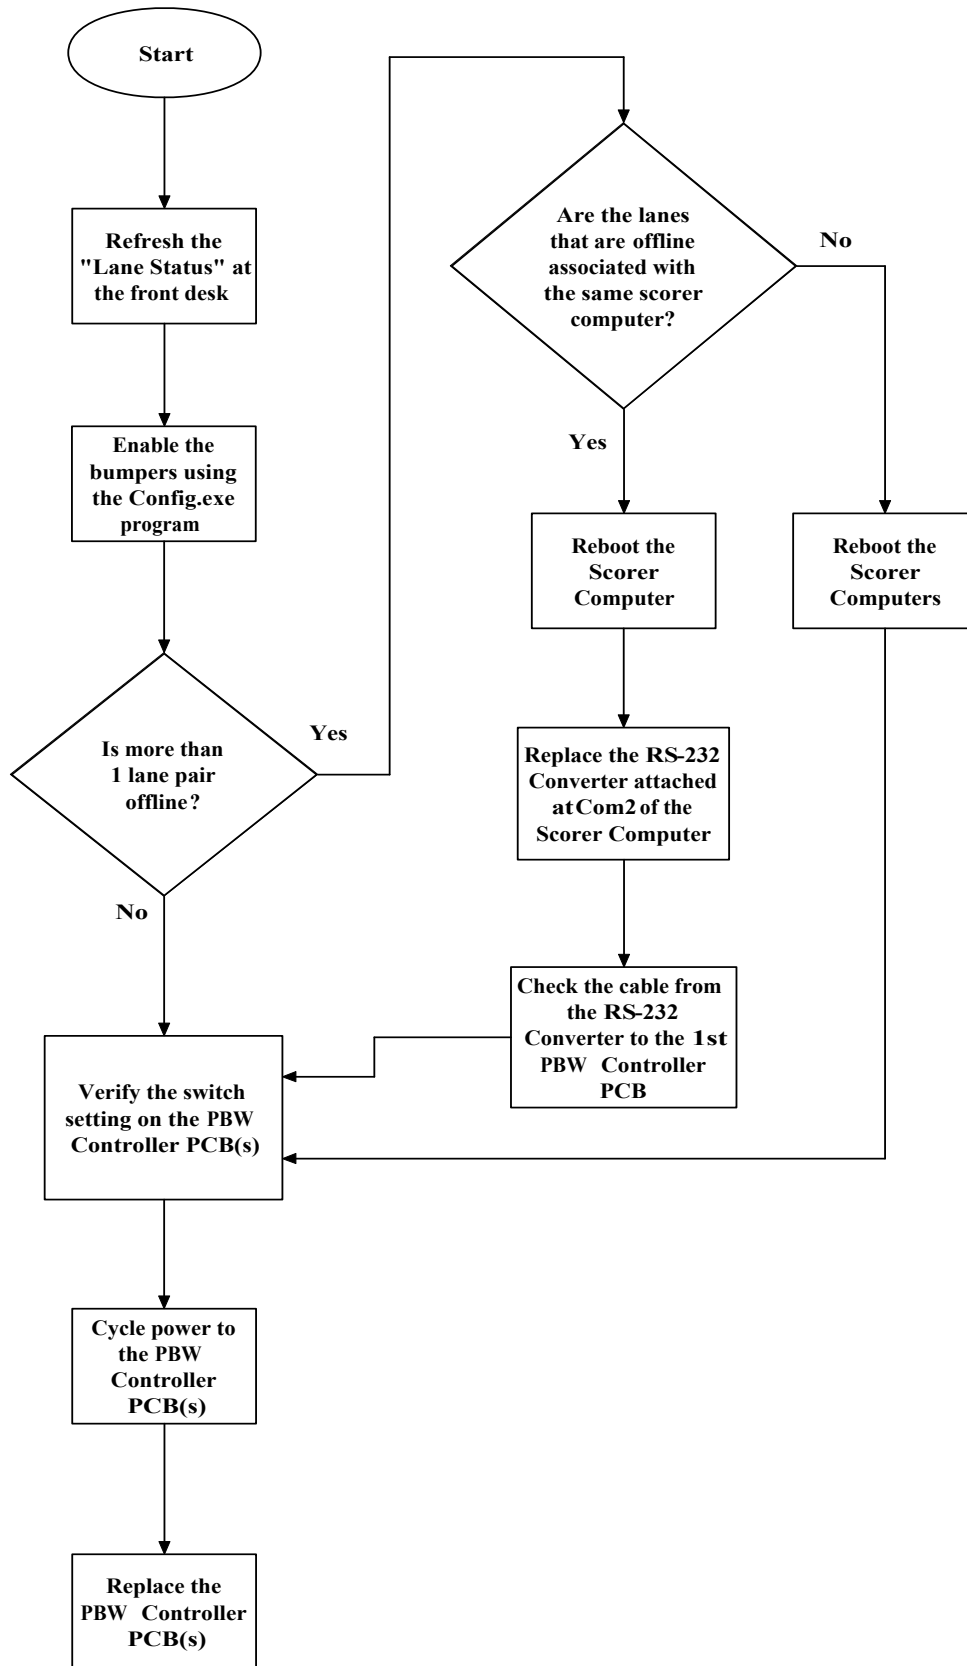 Start
Refresh the
"Lane Status" at
the front desk
Enable the
bumpers using
the Config.exe
program
Is more than
1 lane pair
offline?
Yes
No
Are the lanes
that are offline
associated with
the same scorer
computer?
No
Yes
Reboot the
Scorer
Computer
Reboot the
Scorer
Computers
Replace the RS-232
Converter attached
at Com2 of the
Scorer Computer
Check the cable from
the RS-232
Converter to the 1st
PBW Controller
PCB
Verify the switch
setting on the PBW
Controller PCB(s)
Cycle power to
the PBW
Controller
PCB(s)
Replace the
PBW Controller
PCB(s)